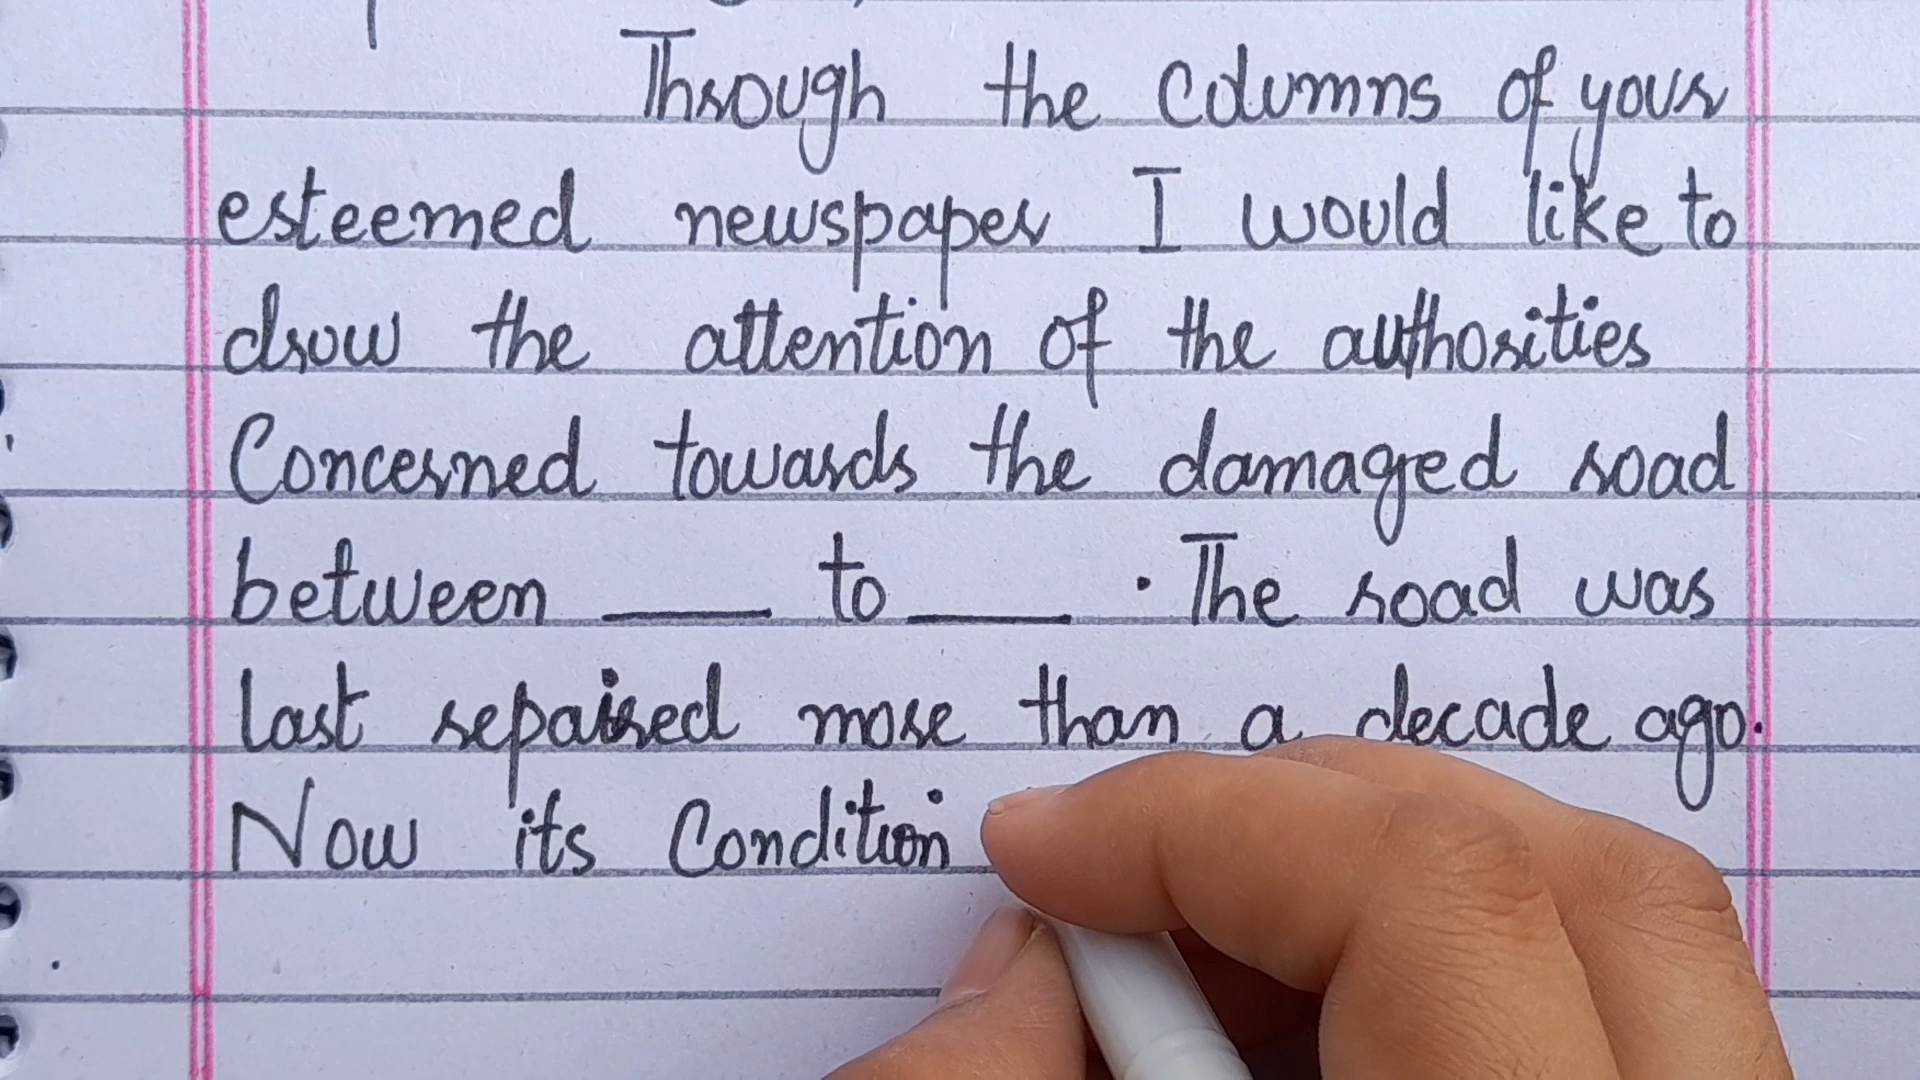 Through the columns of your
esteemed newspaper I would like to
drow the attention of the authorities
Concerned towards the damaged road
between ____ to ____ . The road was
last repaired more than a decade ago.
Now its Condition